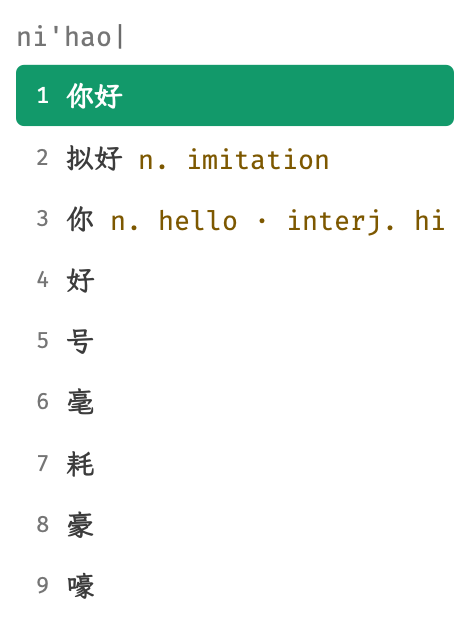 ni'hao|
1 你好
2 拟好 n. imitation
3 你 n. hello · interj. hi
4 好
5 号
6 毫
7 耗
8 豪
9 嚎